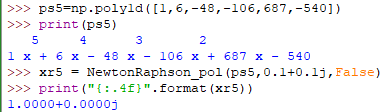 >>> ps5=np.poly1d([1,6,-48,-106,687,-540])
>>> print(ps5)
5 4 3 2
1 x + 6 x - 48 x - 106 x + 687 x - 540
>>> xr5 = NewtonRaphson_pol(ps5,0.1+0.1j,False)
>>> print("{:.4f}".format(xr5))
1.0000+0.0000j